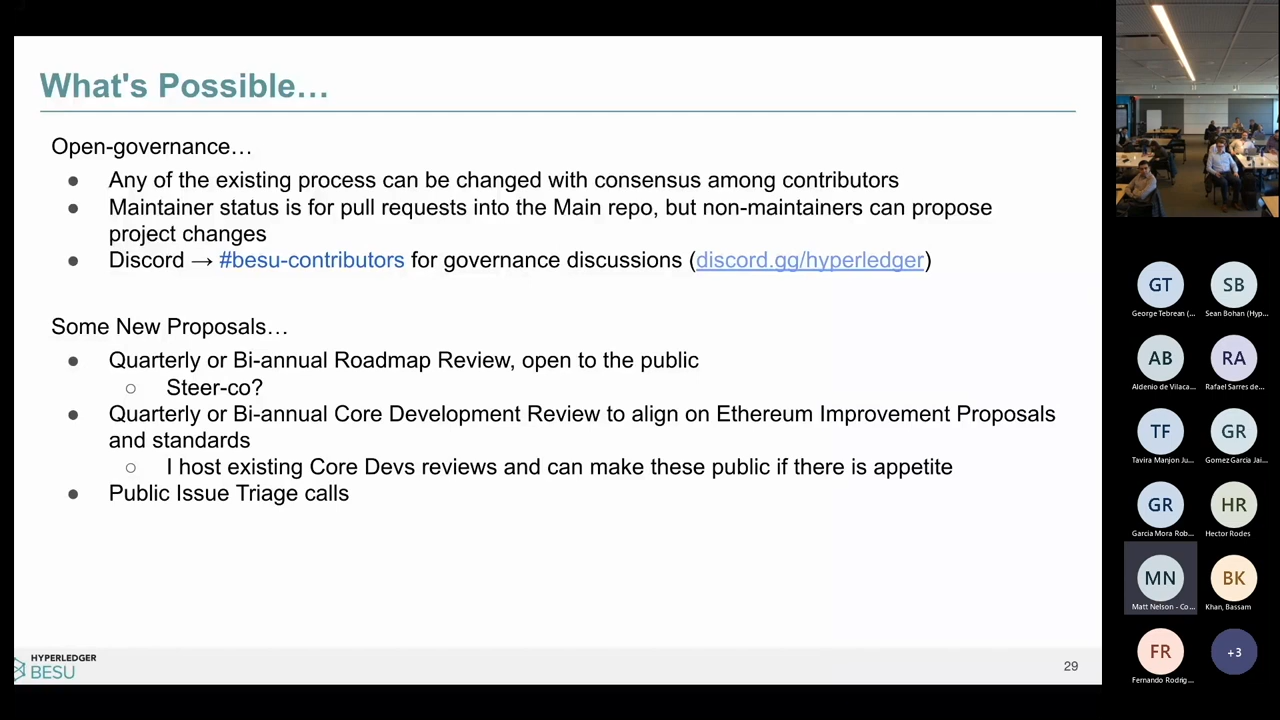 What's Possible…
Open-governance…
● Any of the existing process can be changed with consensus among contributors
● Maintainer status is for pull requests into the Main repo, but non-maintainers can propose
project changes
● Discord → #besu-contributors for governance discussions (discord.gg/hyperledger)
Some New Proposals…
● Quarterly or Bi-annual Roadmap Review, open to the public
○ Steer-co?
● Quarterly or Bi-annual Core Development Review to align on Ethereum Improvement Proposals
and standards
○ I host existing Core Devs reviews and can make these public if there is appetite
● Public Issue Triage calls
HYPERLEDGER
BESU
29
GT SB
George Tebrean (... Sean Bohan (Hyp...
AB RA
Aldenio de Vilaca... Rafael Sarres de...
TF GR
Tavira Manjon Ju... Gomez Garcia Jai...
GR HR
Garcia Mora Rob... Hector Rodes
MN BK
Matt Nelson - Co... Khan, Bassam
FR +3
Fernando Rodrig...